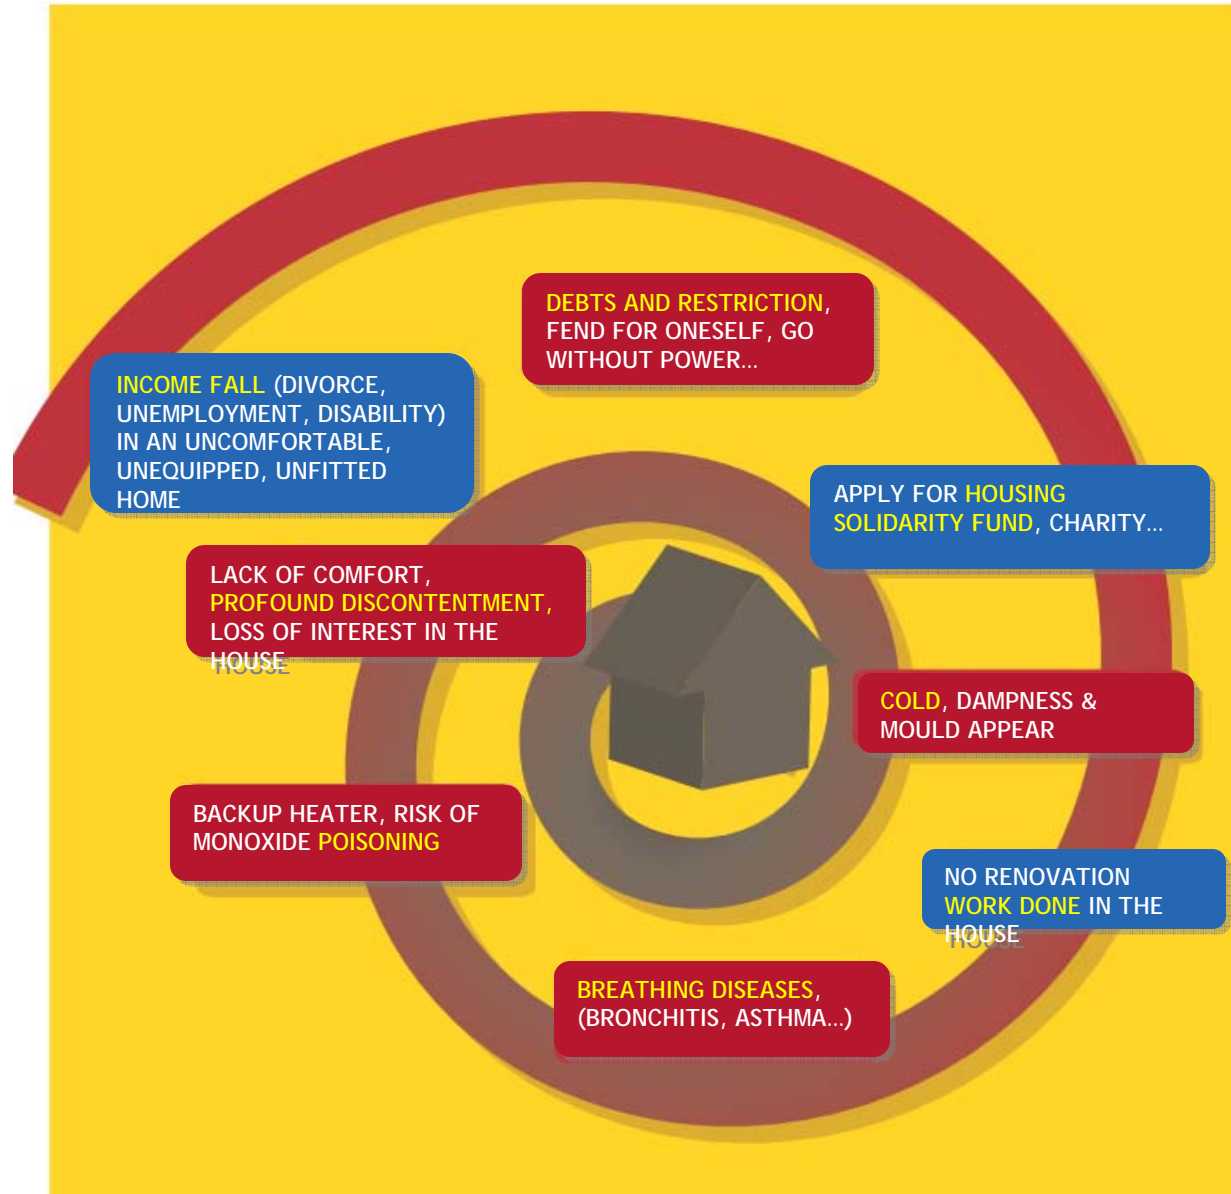 DEBTS AND RESTRICTION,
FEND FOR ONESELF, GO
WITHOUT POWER...
INCOME FALL (DIVORCE,
UNEMPLOYMENT, DISABILITY)
IN AN UNCOMFORTABLE,
UNEQUIPPED, UNFITTED
HOME
APPLY FOR HOUSING
SOLIDARITY FUND, CHARITY...
LACK OF COMFORT,
PROFOUND DISCONTENTMENT,
LOSS OF INTEREST IN THE
HOUSE
COLD, DAMPNESS &
MOULD APPEAR
BACKUP HEATER, RISK OF
MONOXIDE POISONING
NO RENOVATION
WORK DONE IN THE
HOUSE
BREATHING DISEASES,
(BRONCHITIS, ASTHMA...)